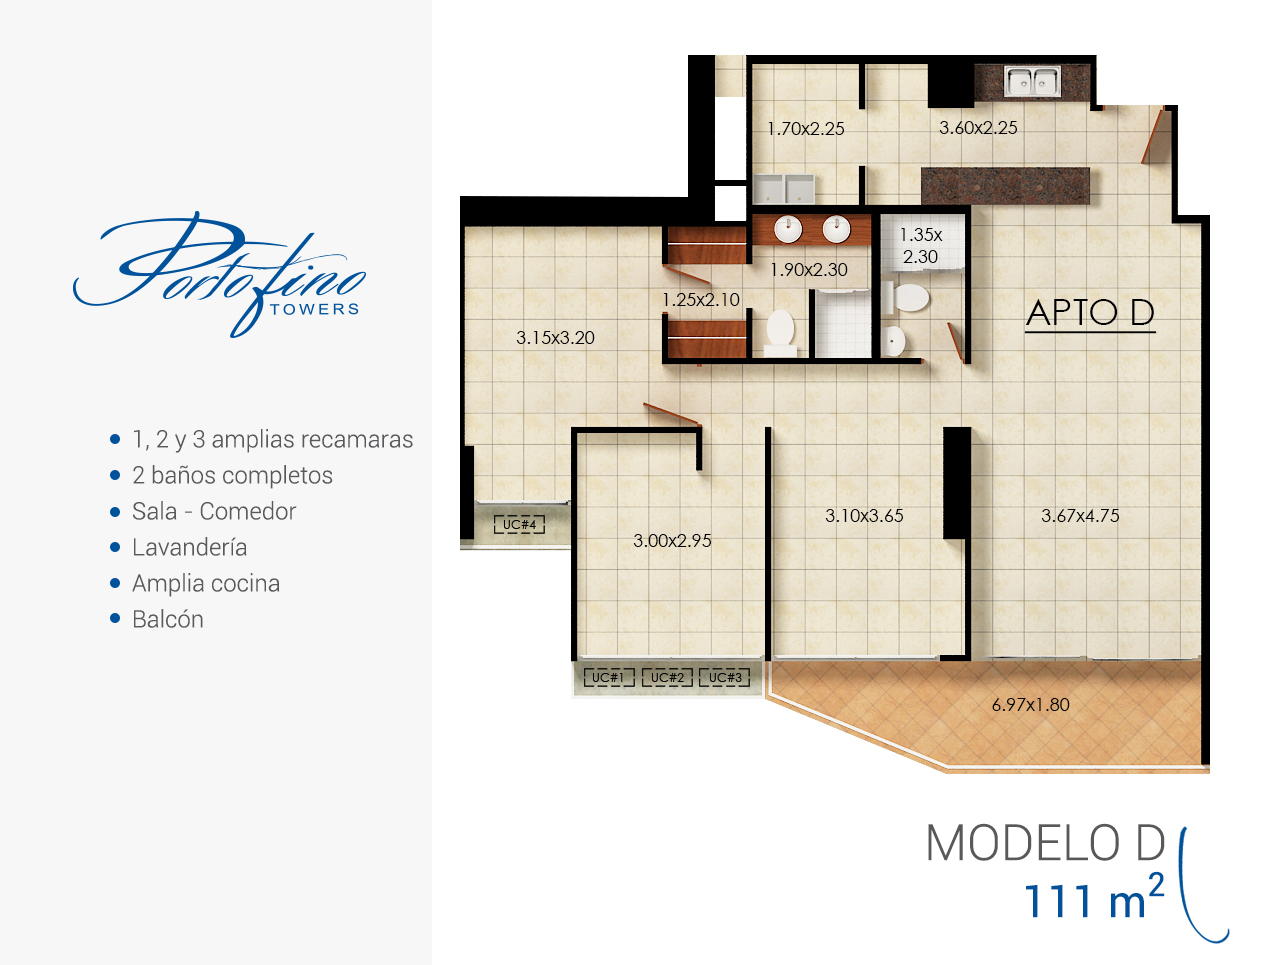 Portofino
TOWERS
1, 2 y 3 amplias recamaras
2 baños completos
Sala - Comedor
Lavandería
Amplia cocina
Balcón
1.70x2.25
3.60x2.25
1.35x
2.30
1.90x2.30
1.25x2.10
APTO D
3.15x3.20
3.10x3.65
3.67x4.75
UC#4
3.00x2.95
UC#1
UC#2
UC#3
6.97x1.80
MODELO D
111 m²